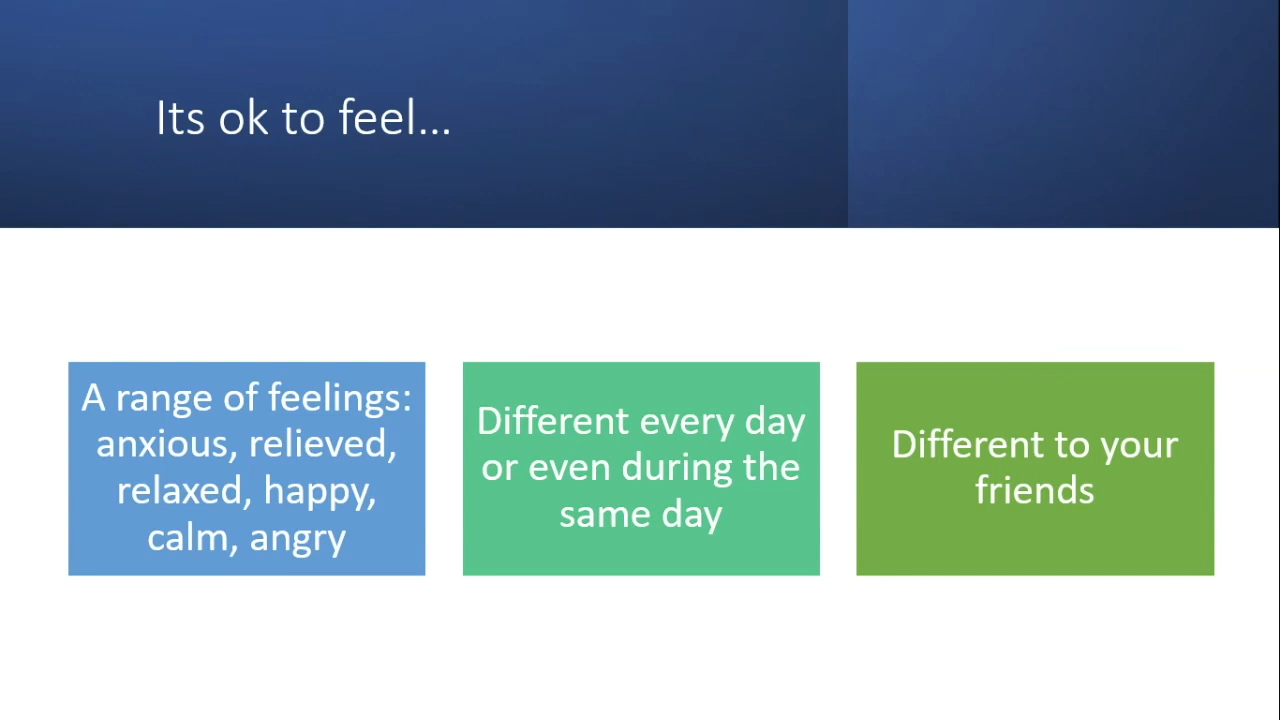 Its ok to feel...
A range of feelings:
anxious, relieved,
relaxed, happy,
calm, angry
Different every day
or even during the
same day
Different to your
friends